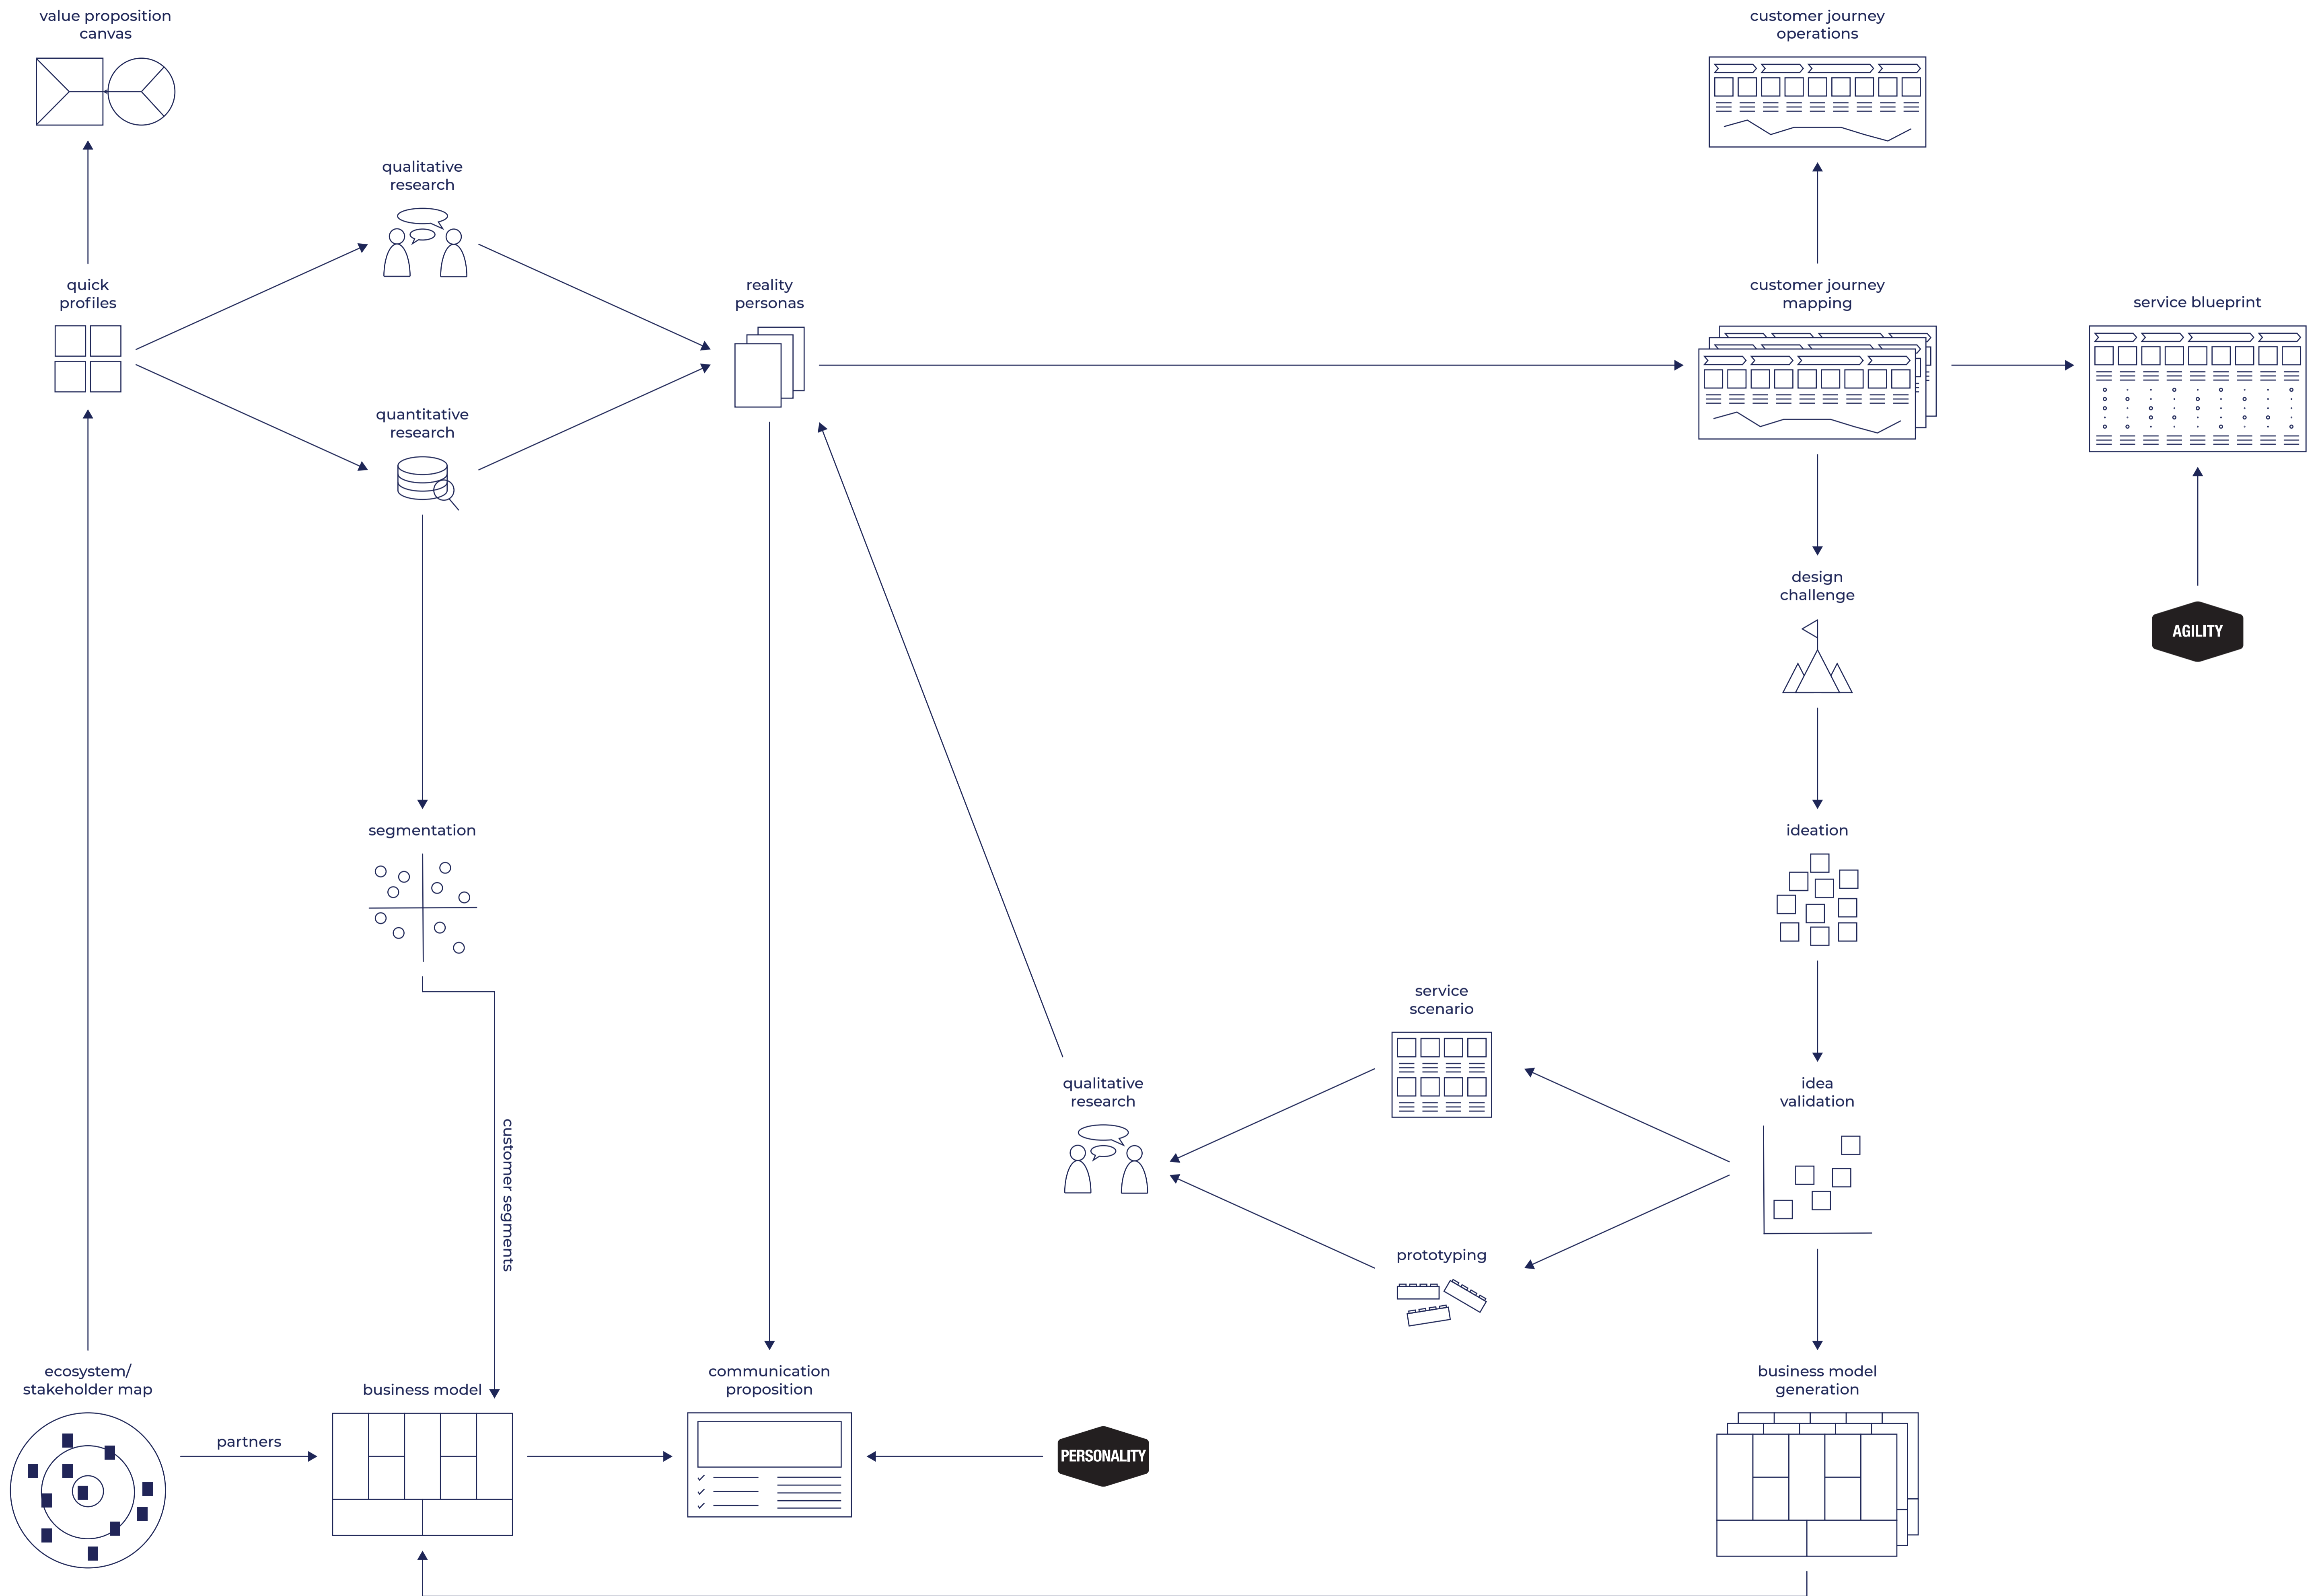 value proposition
canvas
customer journey
operations
qualitative
research
quick
profiles
reality
personas
customer journey
mapping
service blueprint
quantitative
research
design
challenge
AGILITY
segmentation
ideation
service
scenario
qualitative
research
idea
validation
customer segments
prototyping
ecosystem/
stakeholder map
business model
communication
proposition
business model
generation
partners
PERSONALITY